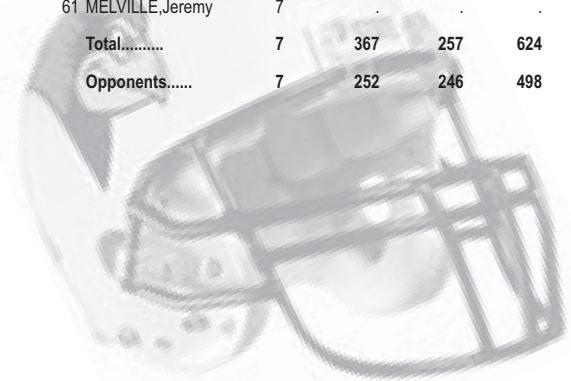 61 MELVILLE,Jeremy 7 . . .
Total.......... 7 367 257 624
Opponents...... 7 252 246 498